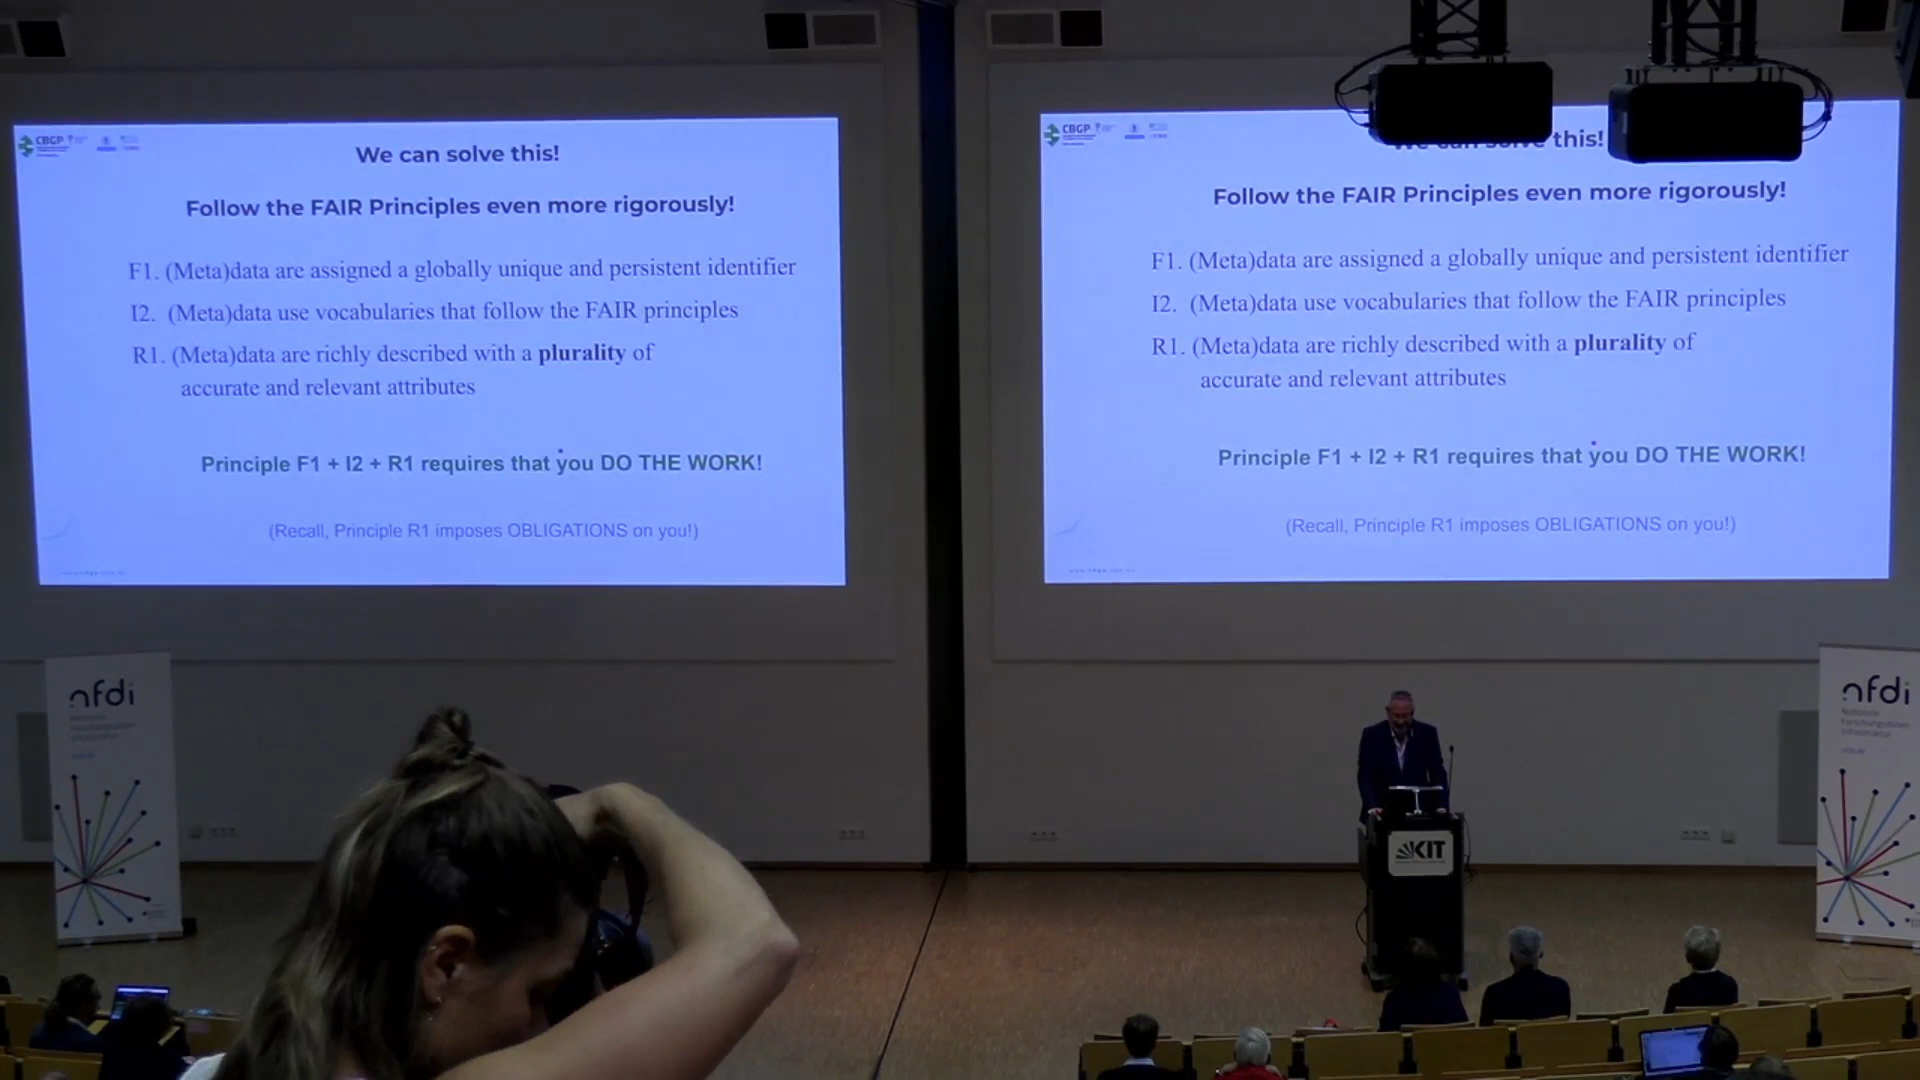 CBGP
We can solve this!
Follow the FAIR Principles even more rigorously!
F1. (Meta)data are assigned a globally unique and persistent identifier
I2. (Meta)data use vocabularies that follow the FAIR principles
R1. (Meta)data are richly described with a plurality of
accurate and relevant attributes
Principle F1 + I2 + R1 requires that you DO THE WORK!
(Recall, Principle R1 imposes OBLIGATIONS on you!)
CBGP
We can solve this!
Follow the FAIR Principles even more rigorously!
F1. (Meta)data are assigned a globally unique and persistent identifier
I2. (Meta)data use vocabularies that follow the FAIR principles
R1. (Meta)data are richly described with a plurality of
accurate and relevant attributes
Principle F1 + I2 + R1 requires that you DO THE WORK!
(Recall, Principle R1 imposes OBLIGATIONS on you!)
nfdi
nfdi
Nationale
Forschungsdaten
Infrastruktur
KIT